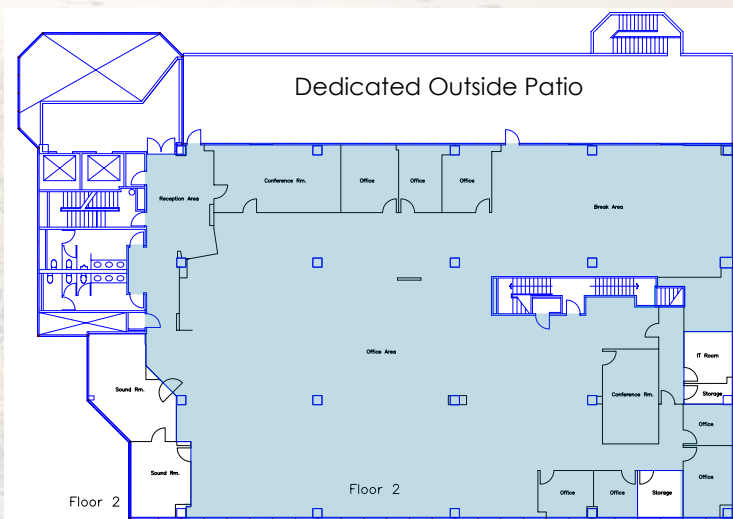 Dedicated Outside Patio
Conference Rm.
Office
Office
Office
Reception Area
Break Area
Office Area
IT Room
Sound Rm.
Conference Rm.
Storage
Office
Sound Rm.
Office
Floor 2
Floor 2
Office
Office
Storage